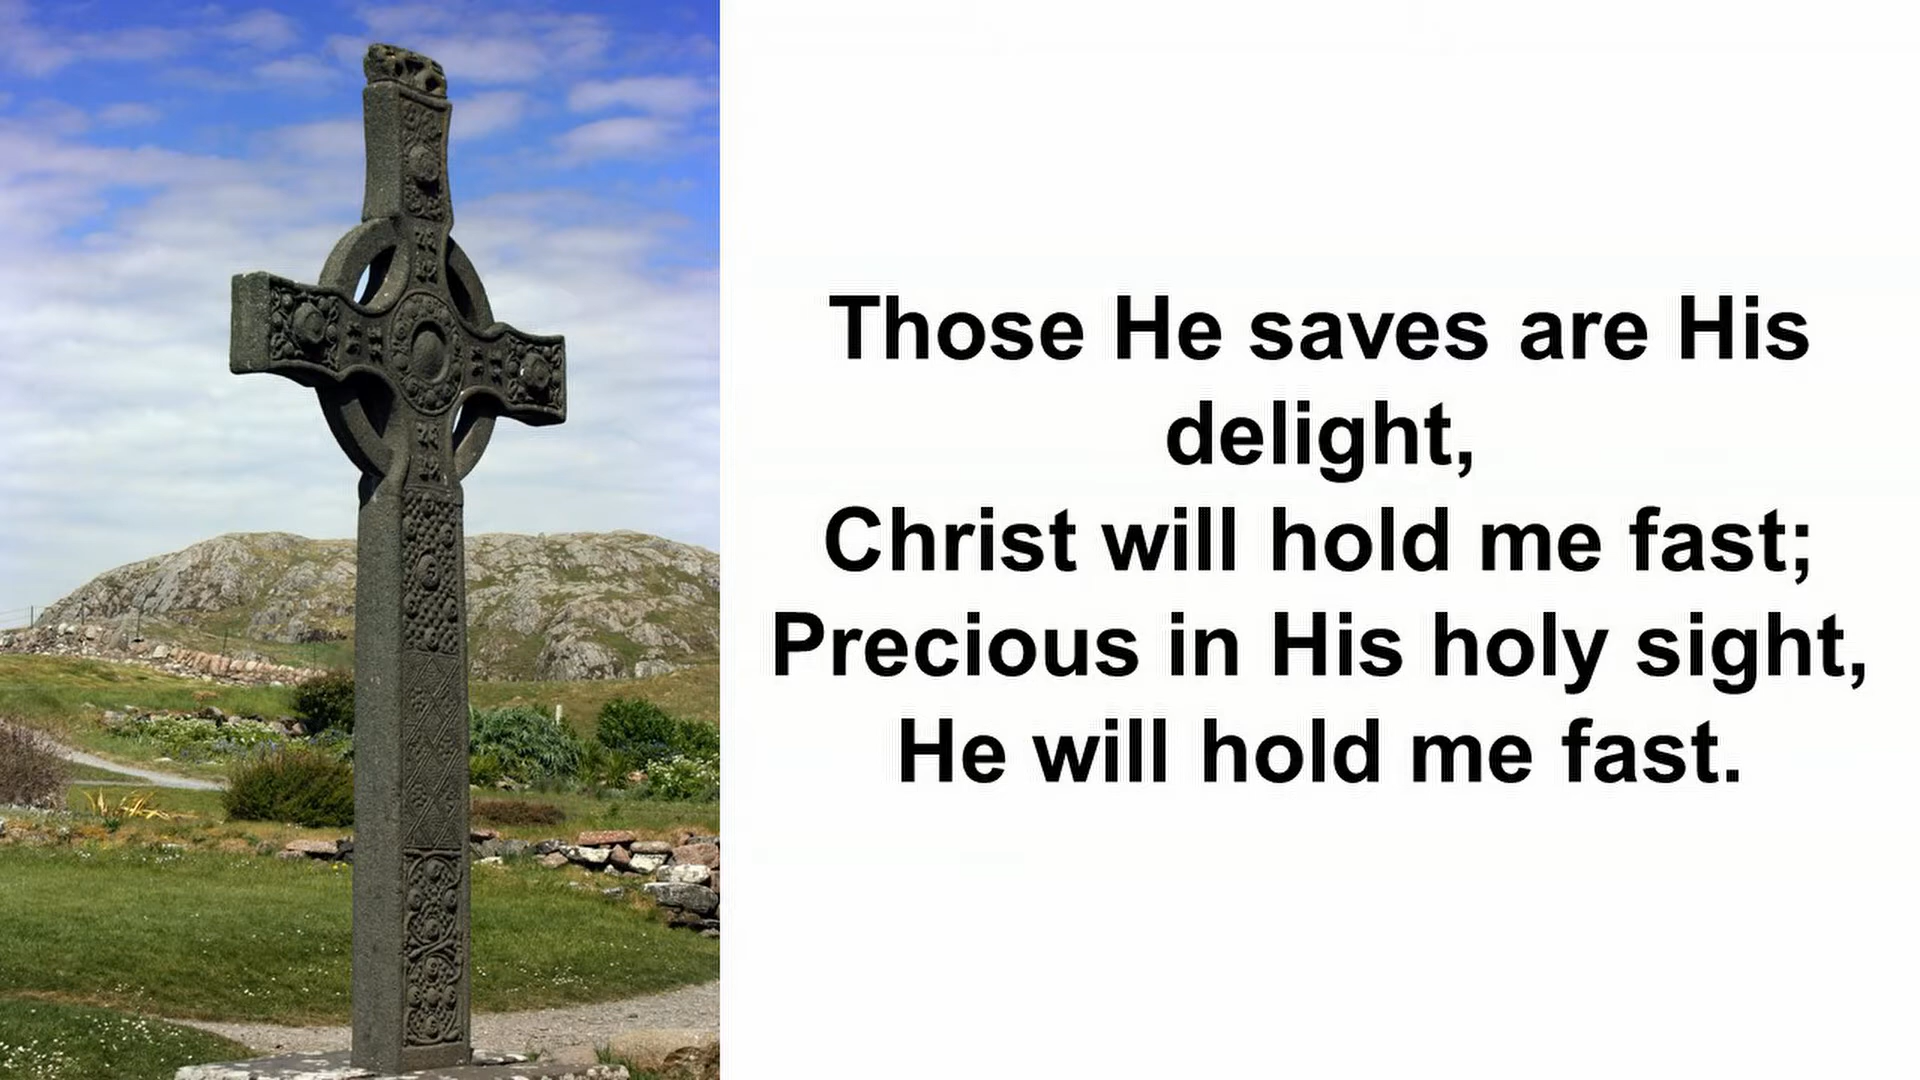 Those He saves are His
delight,
Christ will hold me fast;
Precious in His holy sight,
He will hold me fast.